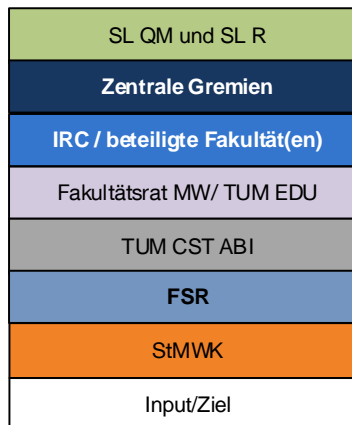 SL QM und SL R
Zentrale Gremien
IRC / beteiligte Fakultät(en)
Fakultätsrat MW/ TUM EDU
TUM CST ABI
FSR
StMWK
Input/Ziel